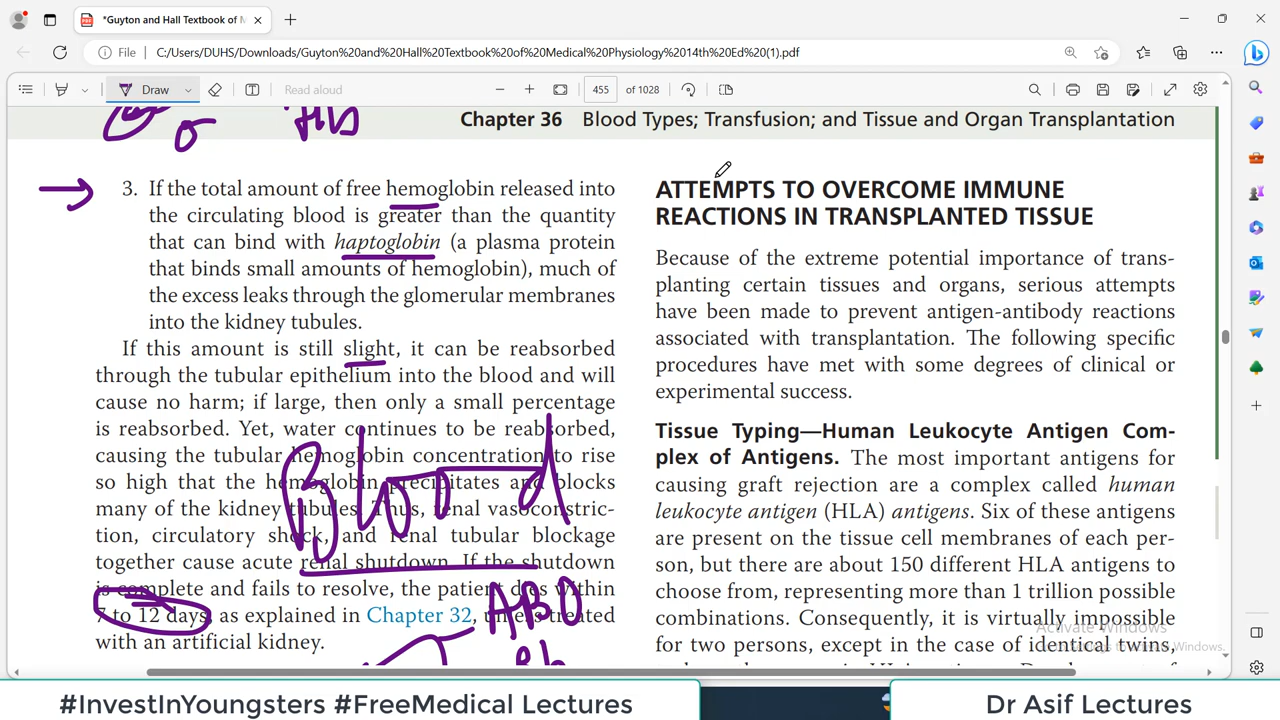 *Guyton and Hall Textbook of M
File
C:/Users/DUHS/Downloads/Guyton%20and%20Hall%20Textbook%20of%20Medical%20Physiology%2014th%20Ed%20(1).pdf
Draw
Read aloud
455 of 1028
Hb
Chapter 36 Blood Types; Transfusion; and Tissue and Organ Transplantation
3. If the total amount of free hemoglobin released into
the circulating blood is greater than the quantity
that can bind with haptoglobin (a plasma protein
that binds small amounts of hemoglobin), much of
the excess leaks through the glomerular membranes
into the kidney tubules.
If this amount is still slight, it can be reabsorbed
through the tubular epithelium into the blood and will
cause no harm; if large, then only a small percentage
is reabsorbed. Yet, water continues to be reabsorbed,
causing the tubular hemoglobin concentration to rise
so high that the hemoglobin precipitates and blocks
many of the kidney tubules. Thus, renal vasoconstric-
tion, circulatory shock, and renal tubular blockage
together cause acute renal shutdown. If the shutdown
is complete and fails to resolve, the patient dies within
7 to 12 days, as explained in Chapter 32, unless treated
with an artificial kidney.
Blood
ABO
Rh
ATTEMPTS TO OVERCOME IMMUNE
REACTIONS IN TRANSPLANTED TISSUE
Because of the extreme potential importance of trans-
planting certain tissues and organs, serious attempts
have been made to prevent antigen-antibody reactions
associated with transplantation. The following specific
procedures have met with some degrees of clinical or
experimental success.
Tissue Typing—Human Leukocyte Antigen Com-
plex of Antigens. The most important antigens for
causing graft rejection are a complex called human
leukocyte antigen (HLA) antigens. Six of these antigens
are present on the tissue cell membranes of each per-
son, but there are about 150 different HLA antigens to
choose from, representing more than 1 trillion possible
combinations. Consequently, it is virtually impossible
for two persons, except in the case of identical twins,
Activate Windows
#InvestInYoungsters #FreeMedical Lectures
Dr Asif Lectures